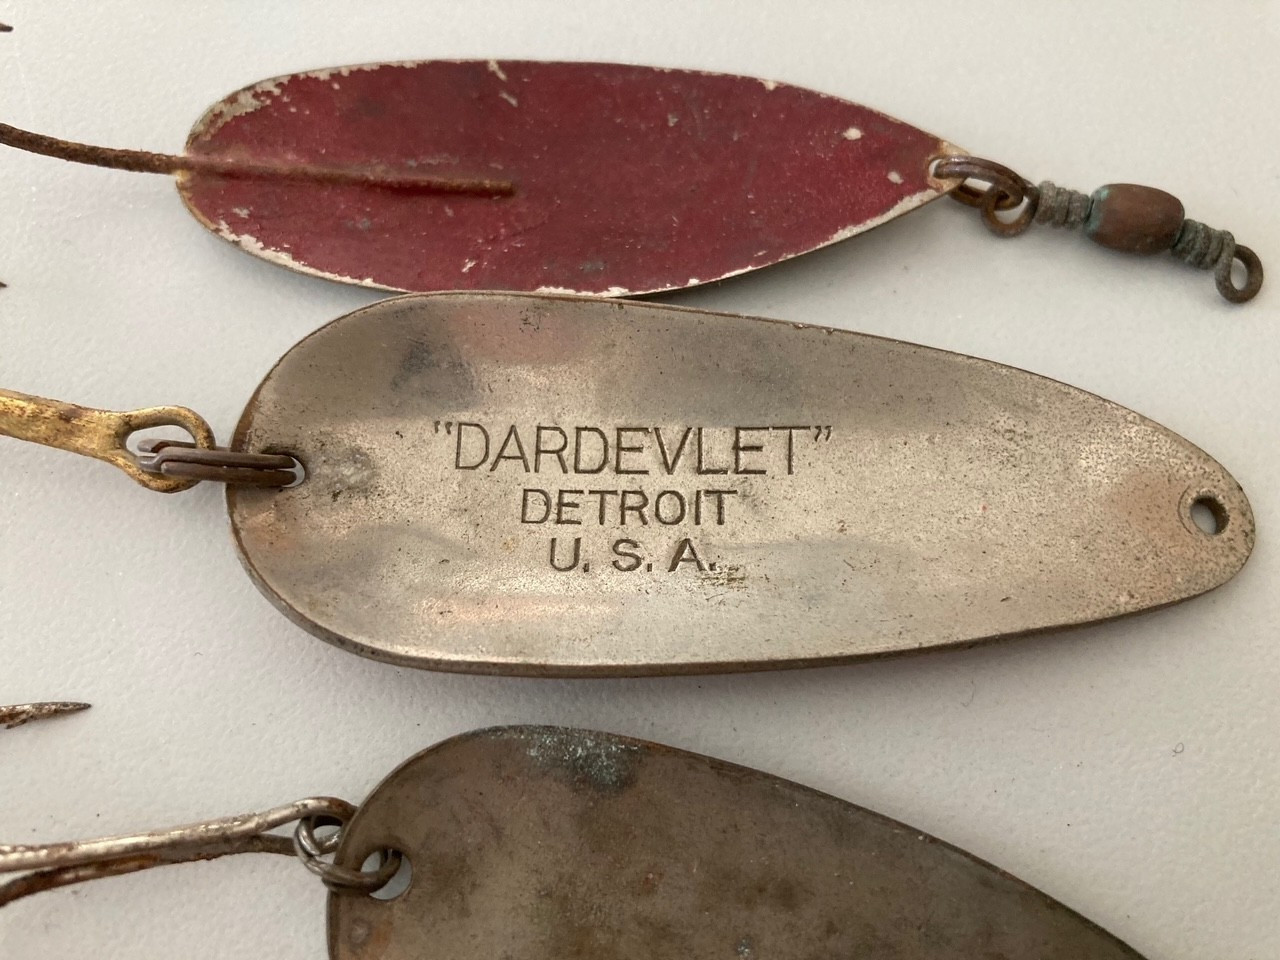 "DARDEVLET"
DETROIT
U. S. A.